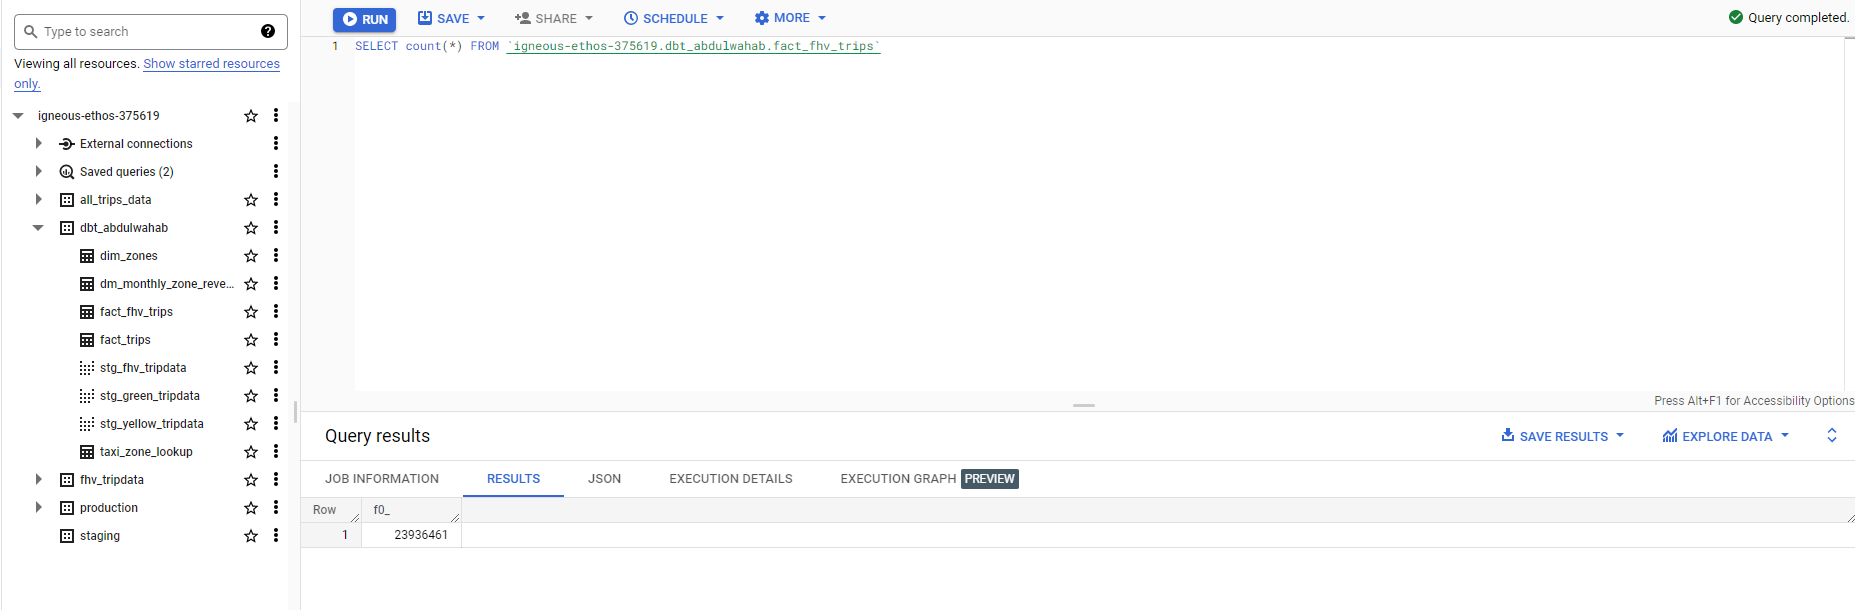 Type to search
Viewing all resources. Show starred resources
only.
igneous-ethos-375619
External connections
Saved queries (2)
all_trips_data
dbt_abdulwahab
dim_zones
dm_monthly_zone_reve...
fact_fhv_trips
fact_trips
stg_fhv_tripdata
stg_green_tripdata
stg_yellow_tripdata
taxi_zone_lookup
fhv_tripdata
production
staging
RUN SAVE SHARE SCHEDULE MORE Query completed.
1 SELECT count(*) FROM `igneous-ethos-375619.dbt_abdulwahab.fact_fhv_trips`
Press Alt+F1 for Accessibility Options
Query results SAVE RESULTS EXPLORE DATA
JOB INFORMATION RESULTS JSON EXECUTION DETAILS EXECUTION GRAPH PREVIEW
Row f0_
1 23936461